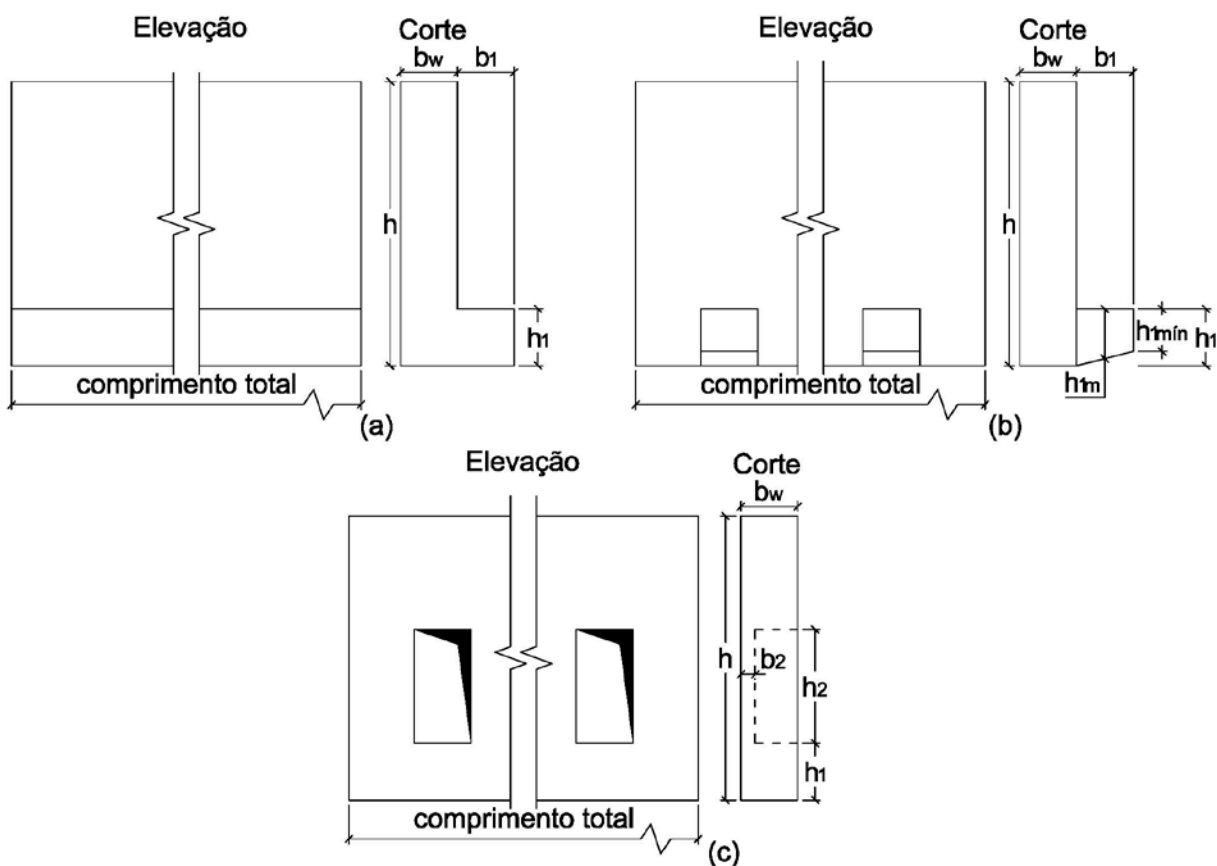 Elevação
Corte
bw
b1
h
h1
comprimento total
(a)
Elevação
Corte
bw
b1
h
h1mín
h1
h1m
comprimento total
(b)
Elevação
Corte
bw
h
b2
h2
h1
comprimento total
(c)